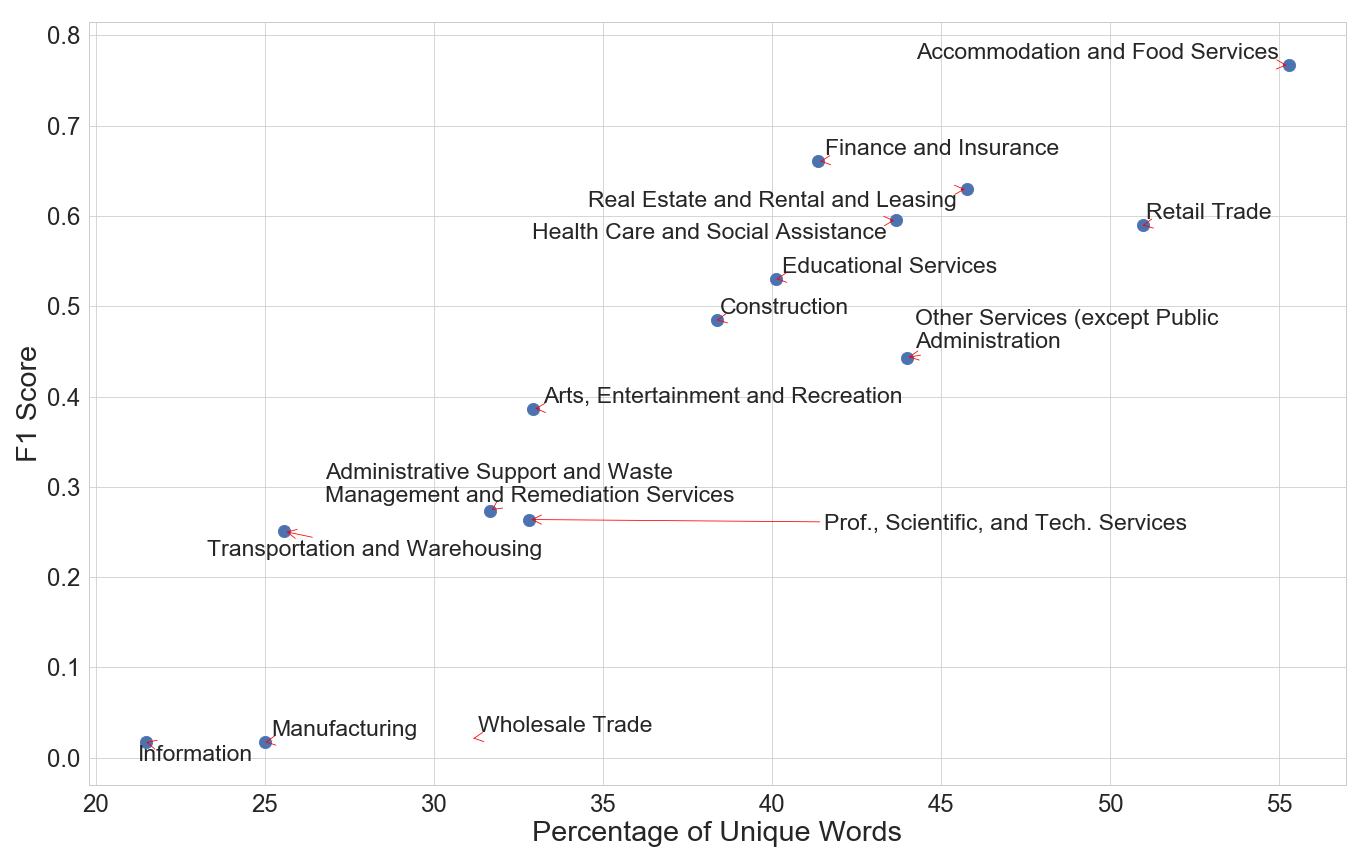 0.8
0.7
0.6
0.5
0.4
0.3
0.2
0.1
0.0
F1 Score
Accommodation and Food Services
Finance and Insurance
Real Estate and Rental and Leasing
Retail Trade
Health Care and Social Assistance
Educational Services
Construction
Other Services (except Public
Administration
Arts, Entertainment and Recreation
Administrative Support and Waste
Management and Remediation Services
Prof., Scientific, and Tech. Services
Transportation and Warehousing
Wholesale Trade
Manufacturing
Information
20 25 30 35 40 45 50 55
Percentage of Unique Words